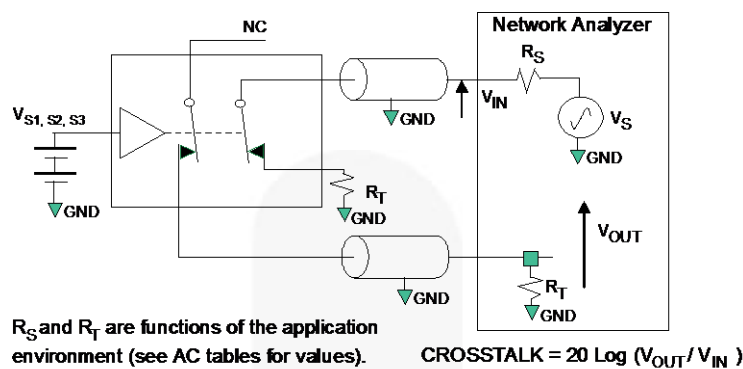 Network Analyzer
NC
RS
VS1, S2, S3
VIN
VS
GND
GND
GND
RT
GND
VOUT
RT
GND
GND
RS and RT are functions of the application
environment (see AC tables for values).
CROSSTALK = 20 Log (VOUT/ VIN )